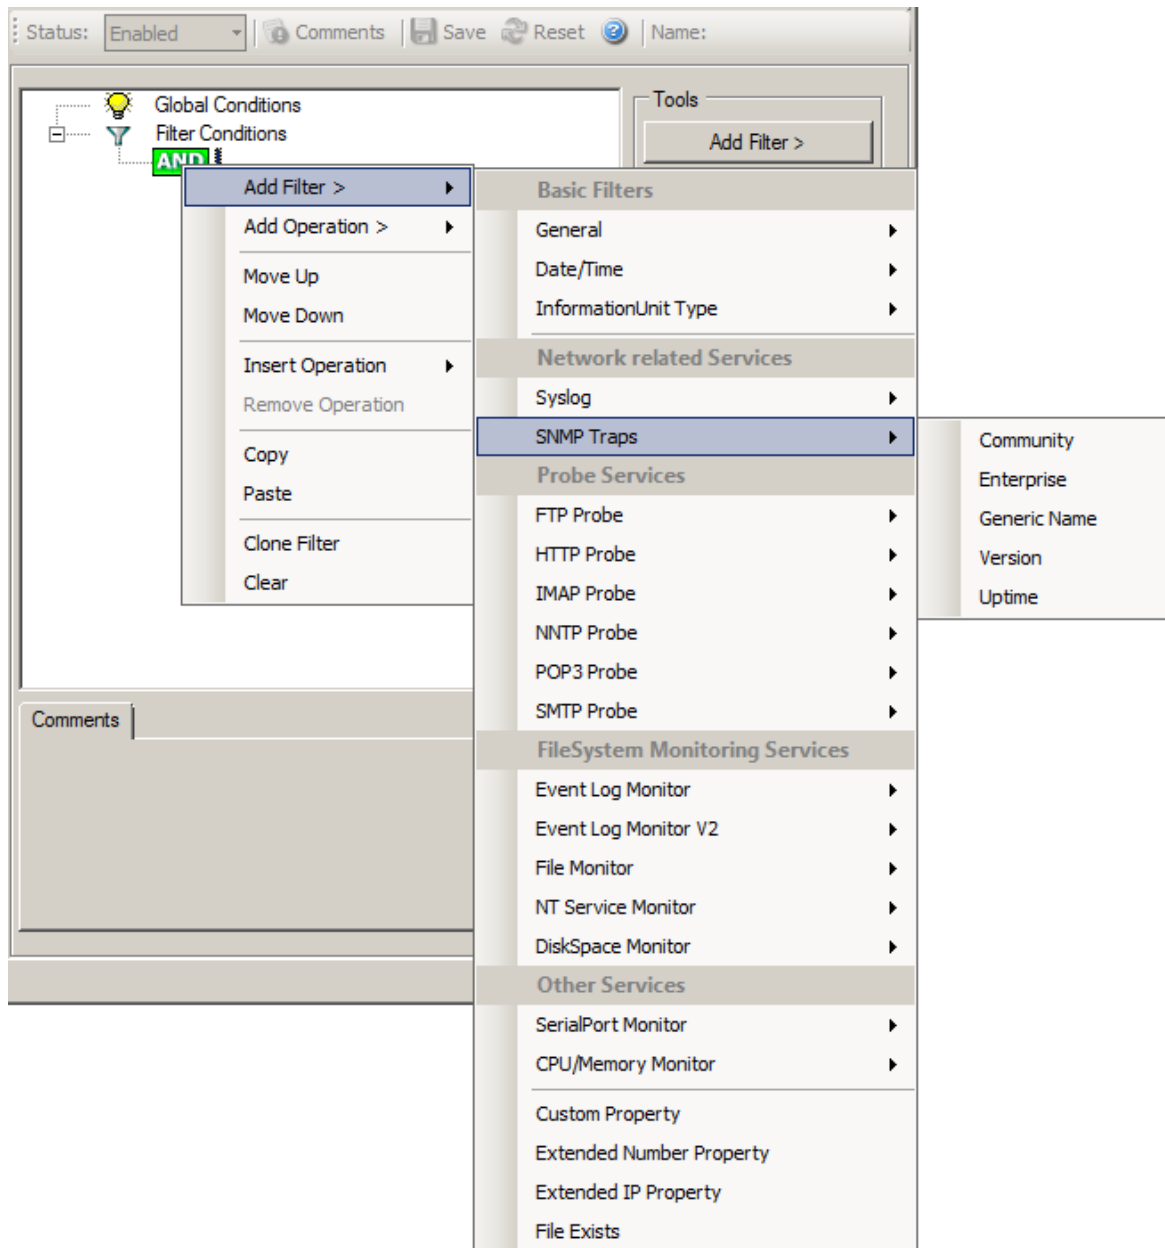 Status: Enabled Comments Save Reset Name:
Global Conditions
Filter Conditions
AND
Tools
Add Filter >
Add Filter >
Add Operation >
Move Up
Move Down
Insert Operation
Remove Operation
Copy
Paste
Clone Filter
Clear
Basic Filters
General
Date/Time
InformationUnit Type
Network related Services
Syslog
SNMP Traps
Probe Services
FTP Probe
HTTP Probe
IMAP Probe
NNTP Probe
POP3 Probe
SMTP Probe
FileSystem Monitoring Services
Event Log Monitor
Event Log Monitor V2
File Monitor
NT Service Monitor
DiskSpace Monitor
Other Services
SerialPort Monitor
CPU/Memory Monitor
Custom Property
Extended Number Property
Extended IP Property
File Exists
Community
Enterprise
Generic Name
Version
Uptime
Comments